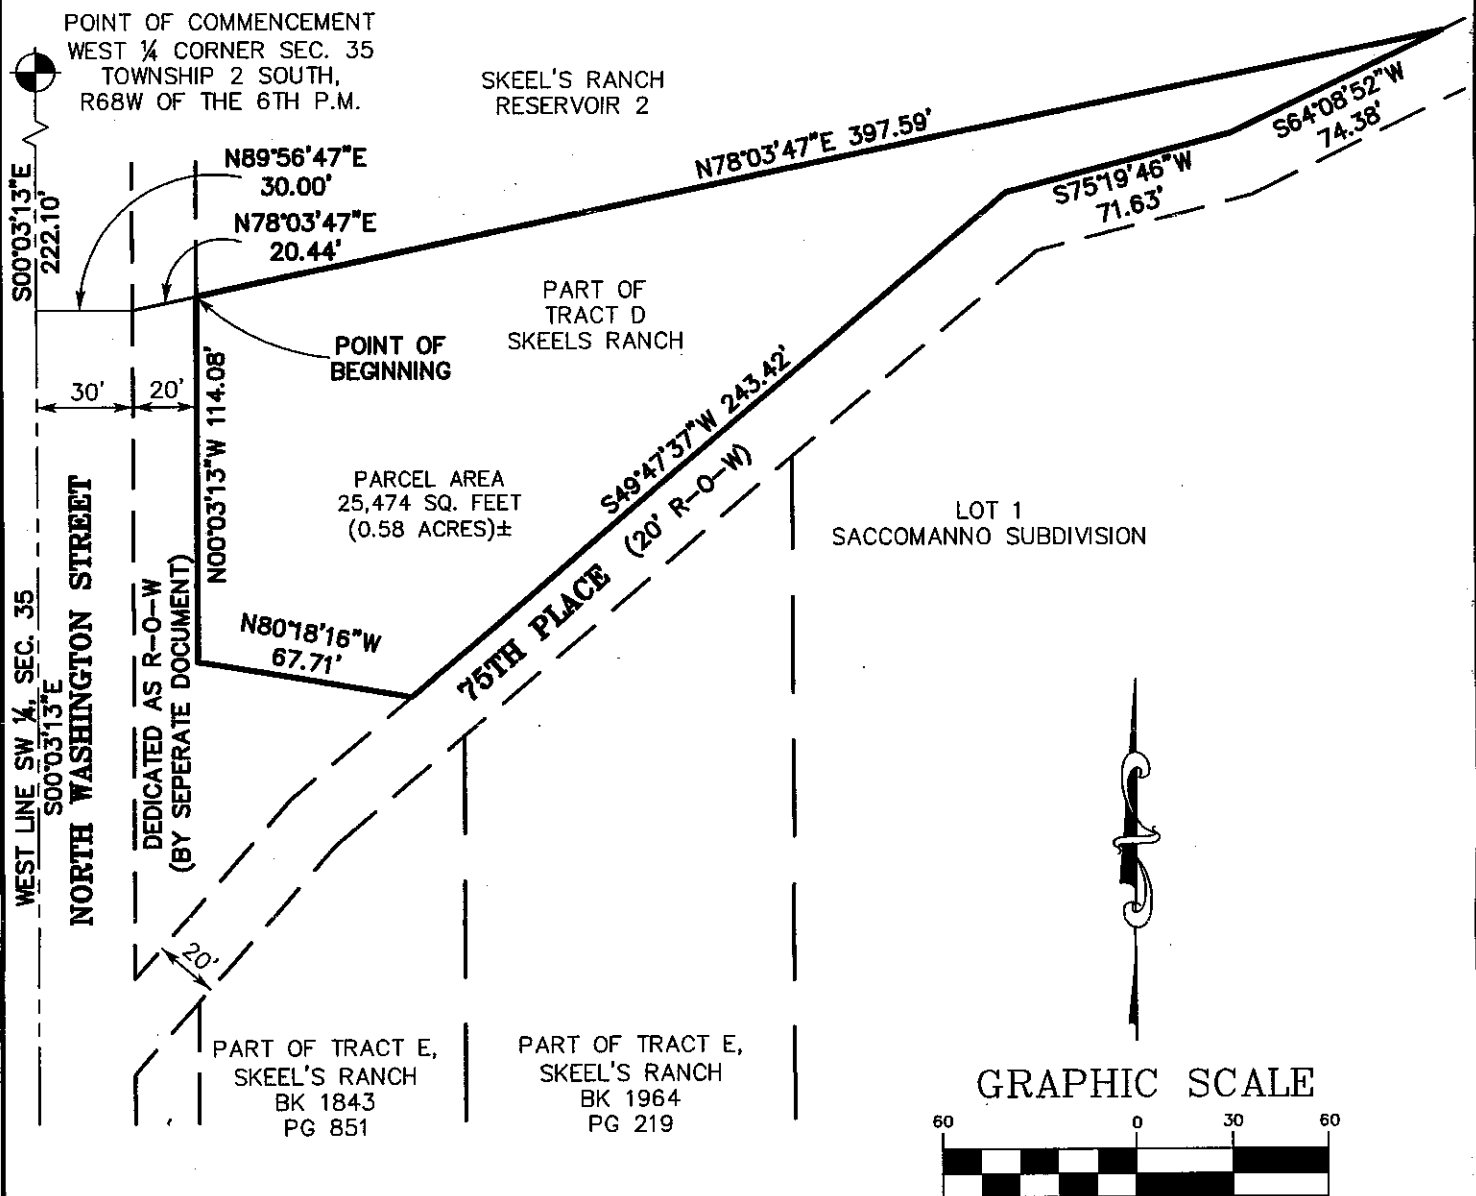 POINT OF COMMENCEMENT
WEST ¼ CORNER SEC. 35
TOWNSHIP 2 SOUTH,
R68W OF THE 6TH P.M.
SKEEL'S RANCH
RESERVOIR 2
S64°08'52"W
74.38'
N78°03'47"E 397.59'
S75°19'46"W
71.63'
N89°56'47"E
30.00'
N78°03'47"E
20.44'
S00°03'13"E
222.10'
PART OF
TRACT D
SKEELS RANCH
POINT OF
BEGINNING
30'
20'
N00°03'13"W 114.08'
S49°47'37"W 243.42'
PARCEL AREA
25,474 SQ. FEET
(0.58 ACRES)±
LOT 1
SACCOMANNO SUBDIVISION
75TH PLACE (20' R-O-W)
N80°18'16"W
67.71'
WEST LINE SW ¼, SEC. 35
S00°03'13"E
NORTH WASHINGTON STREET
DEDICATED AS R-O-W
(BY SEPERATE DOCUMENT)
20'
PART OF TRACT E,
SKEEL'S RANCH
BK 1843
PG 851
PART OF TRACT E,
SKEEL'S RANCH
BK 1964
PG 219
GRAPHIC SCALE
60 0 30 60